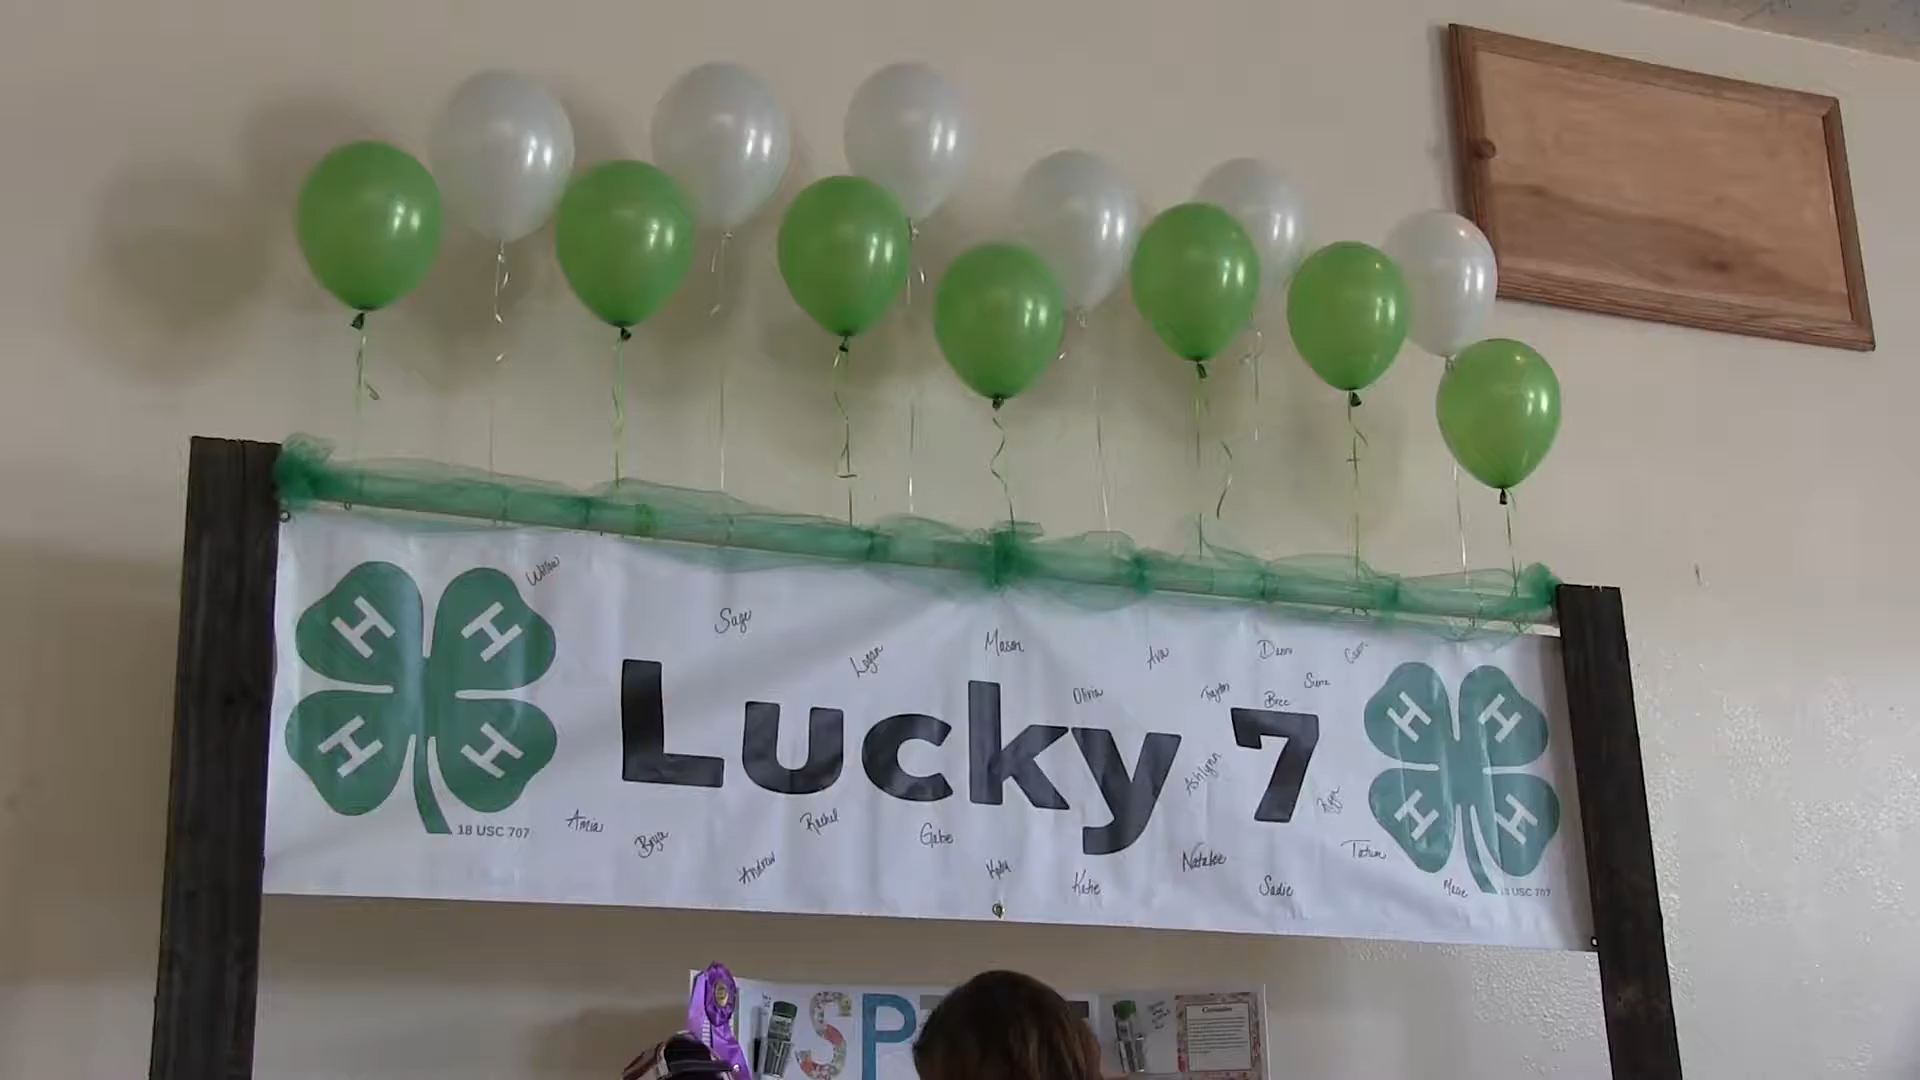 Willow
Sage
Logan
Mason
Olivia
Ava
Bree
H H
H H
18 USC 707
Lucky 7
H H
H H
18 USC 707
Ashlynn
Amia
Rachel
Andrew
Gabe
Katie
Natalee
Sadie
Tatum
SP